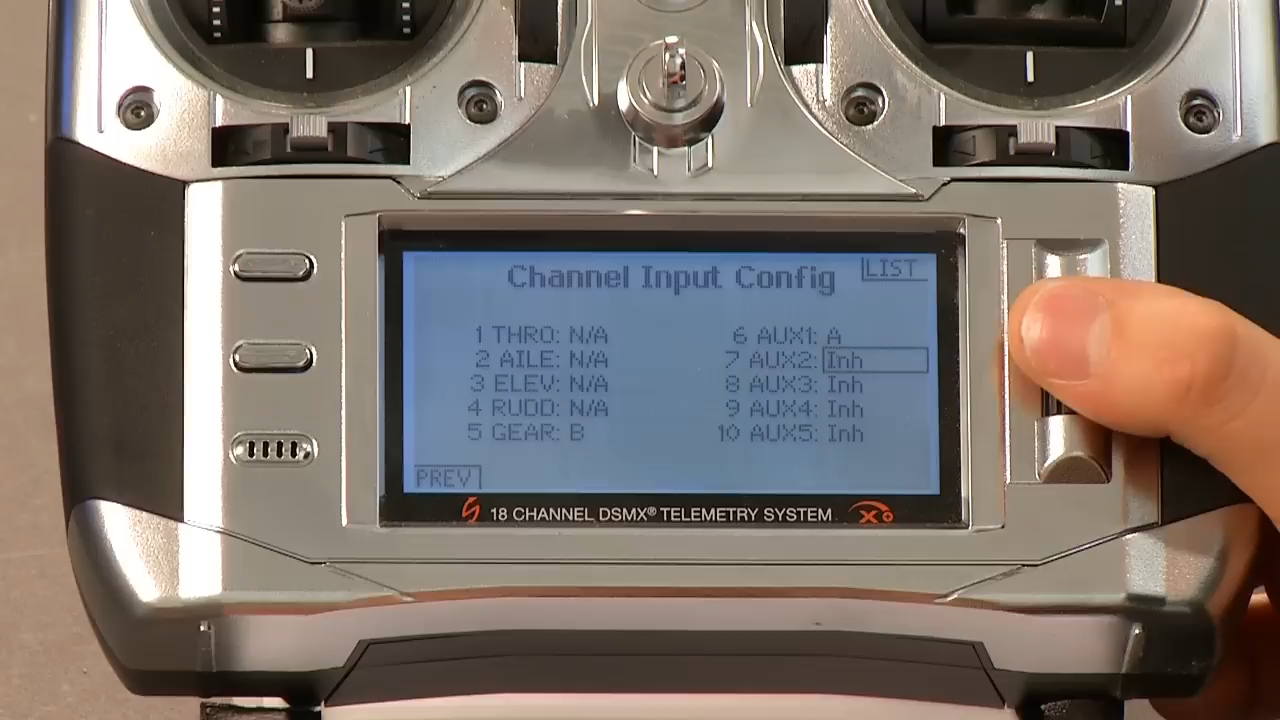 Channel Input Config
LIST
1 THRO: N/A
2 AILE: N/A
3 ELEV: N/A
4 RUDD: N/A
5 GEAR: B
6 AUX1: A
7 AUX2: Inh
8 AUX3: Inh
9 AUX4: Inh
10 AUX5: Inh
PREV
18 CHANNEL DSMX® TELEMETRY SYSTEM